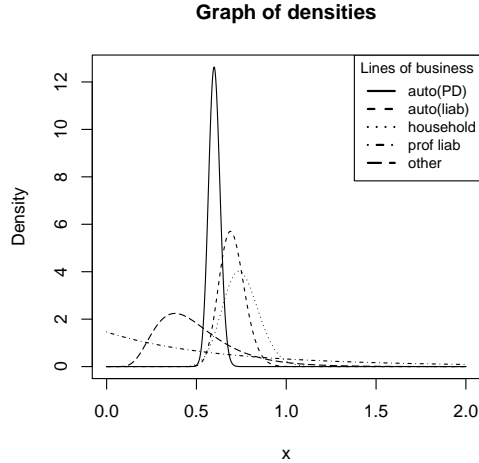 Graph of densities
Lines of business
auto(PD)
auto(liab)
household
prof liab
other
Density
12
10
8
6
4
2
0
0.0 0.5 1.0 1.5 2.0
x